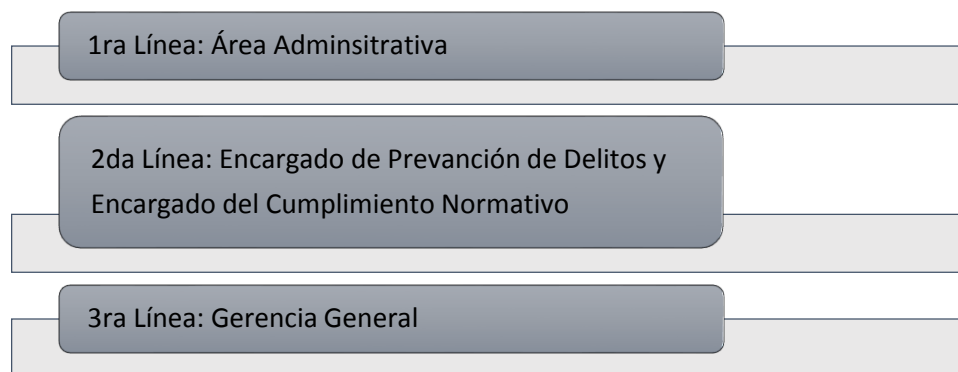 1ra Línea: Área Adminsitrativa
2da Línea: Encargado de Prevanción de Delitos y
Encargado del Cumplimiento Normativo
3ra Línea: Gerencia General